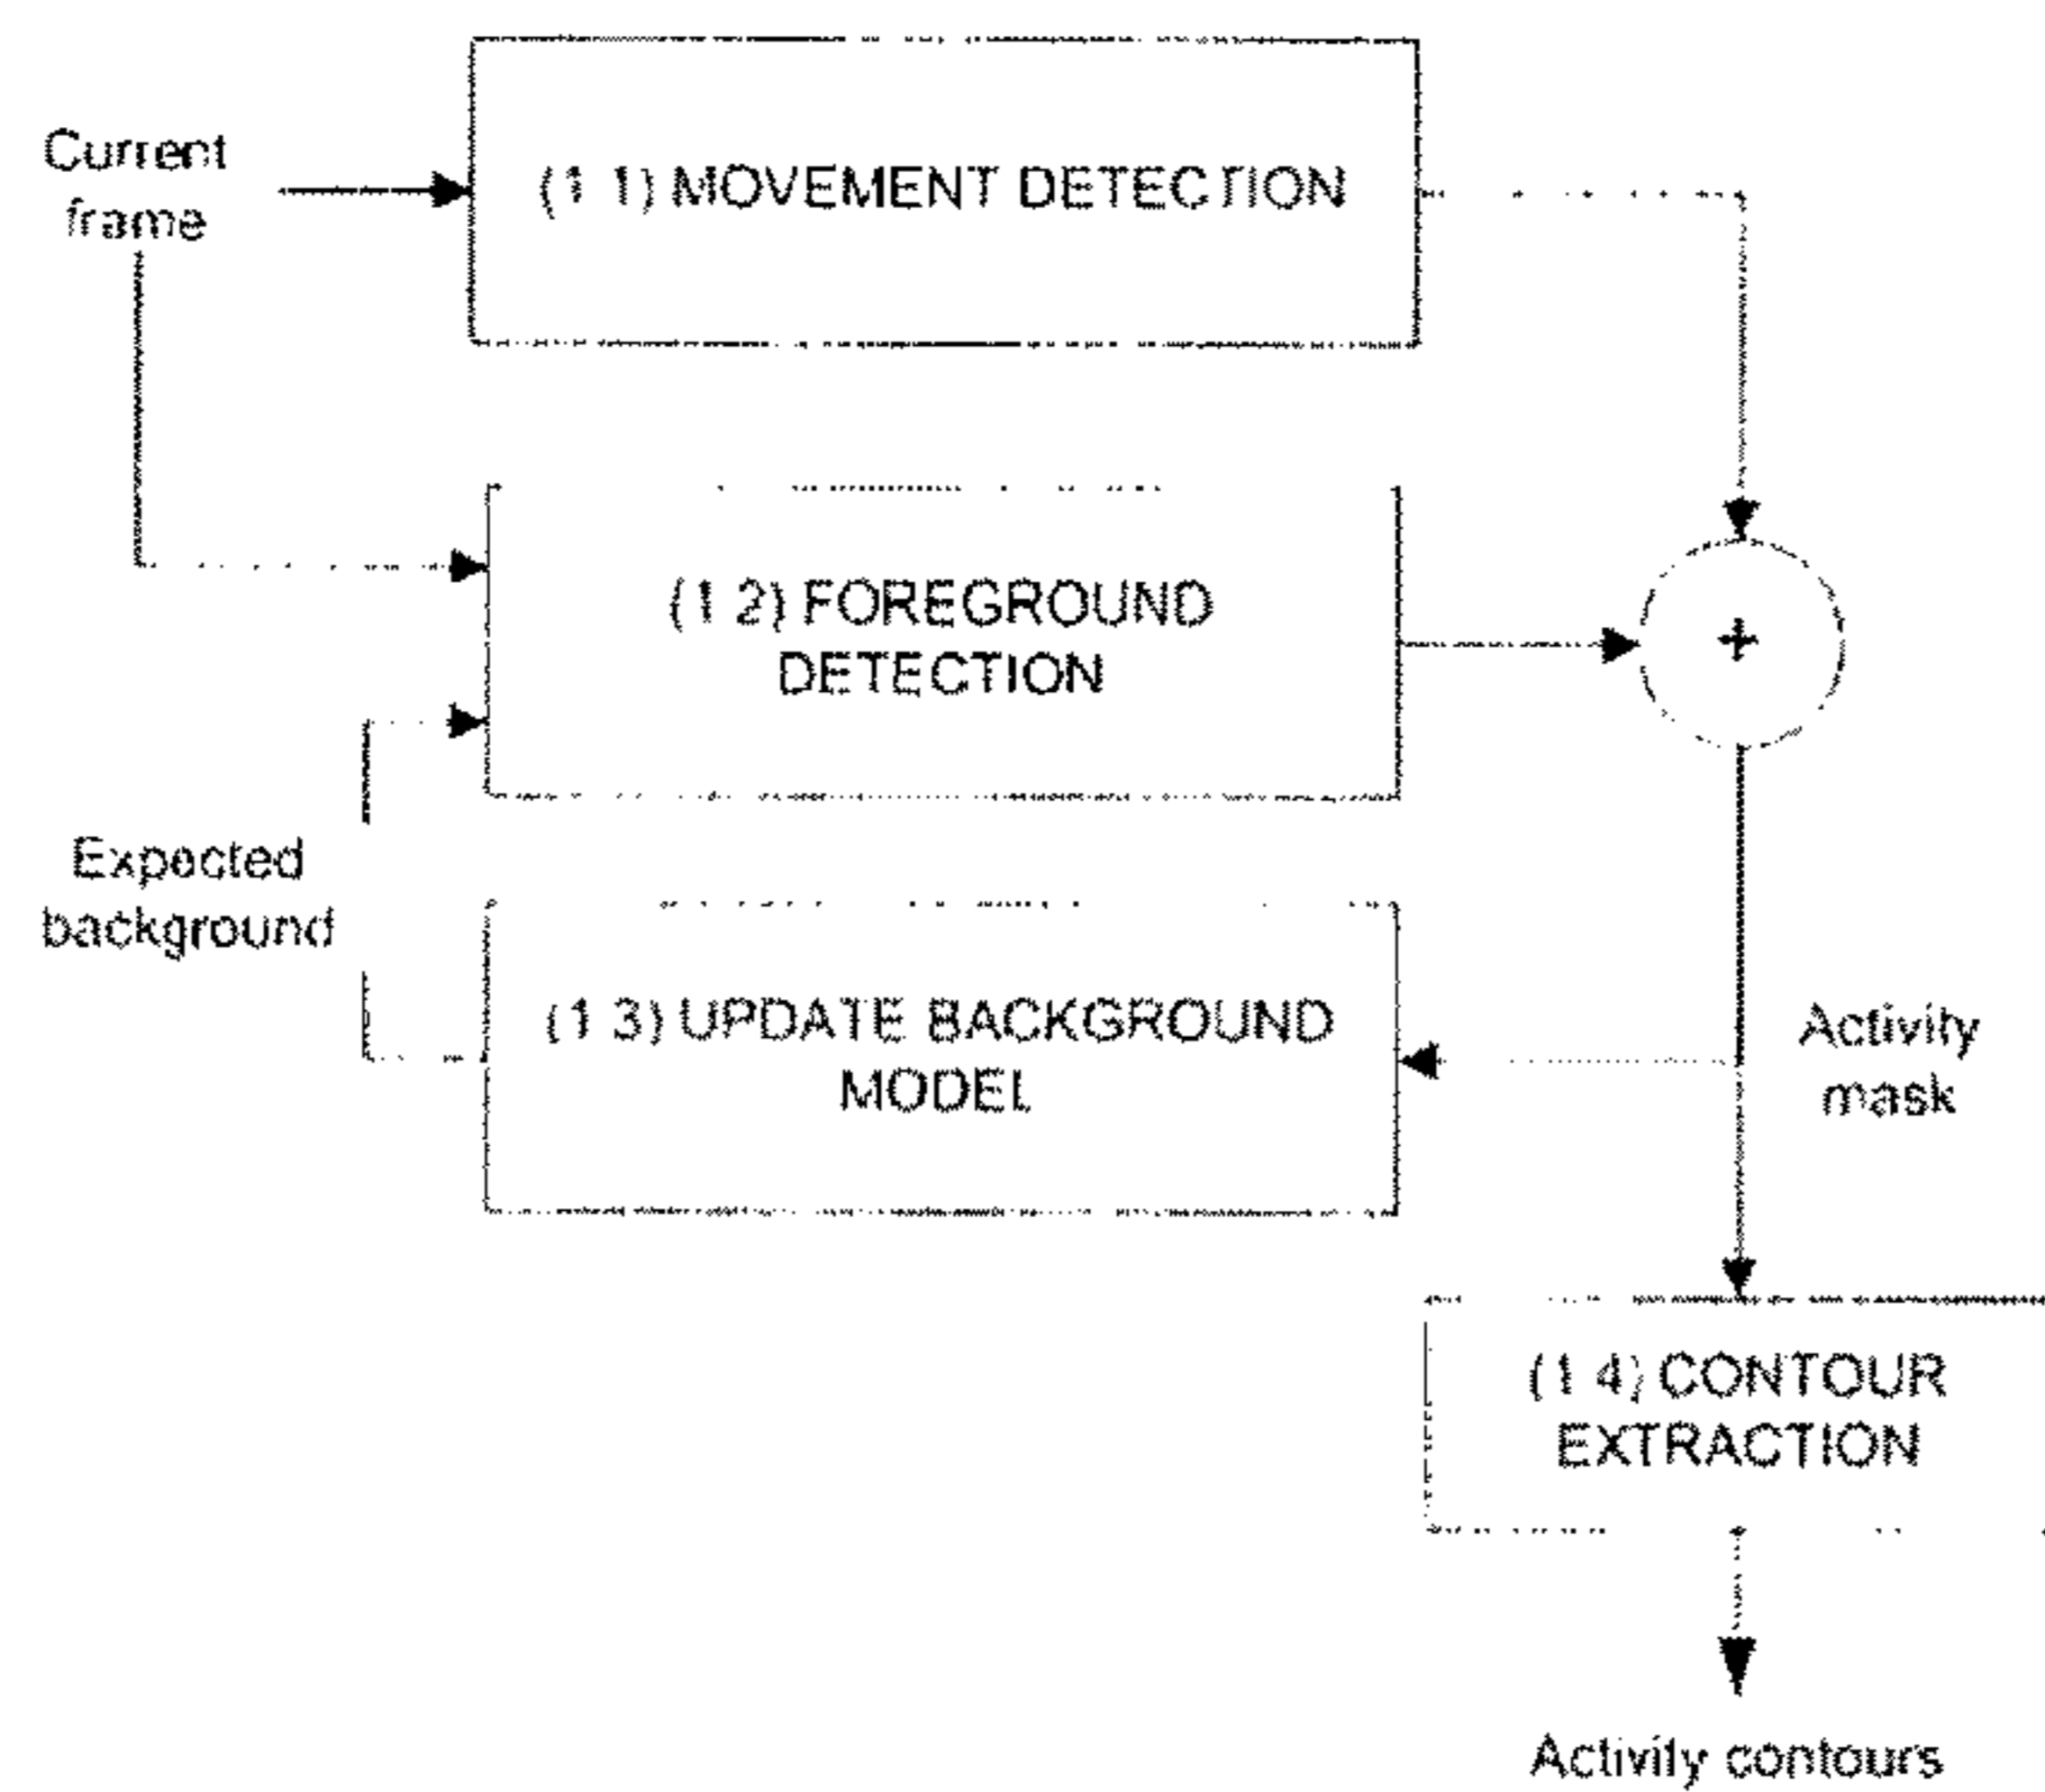 Current
frame
(1 1) MOVEMENT DETECTION
(1 2) FOREGROUND
DETECTION
+
Expected
background
(1 3) UPDATE BACKGROUND
MODEL
Activity
mask
(1 4) CONTOUR
EXTRACTION
Activity contours